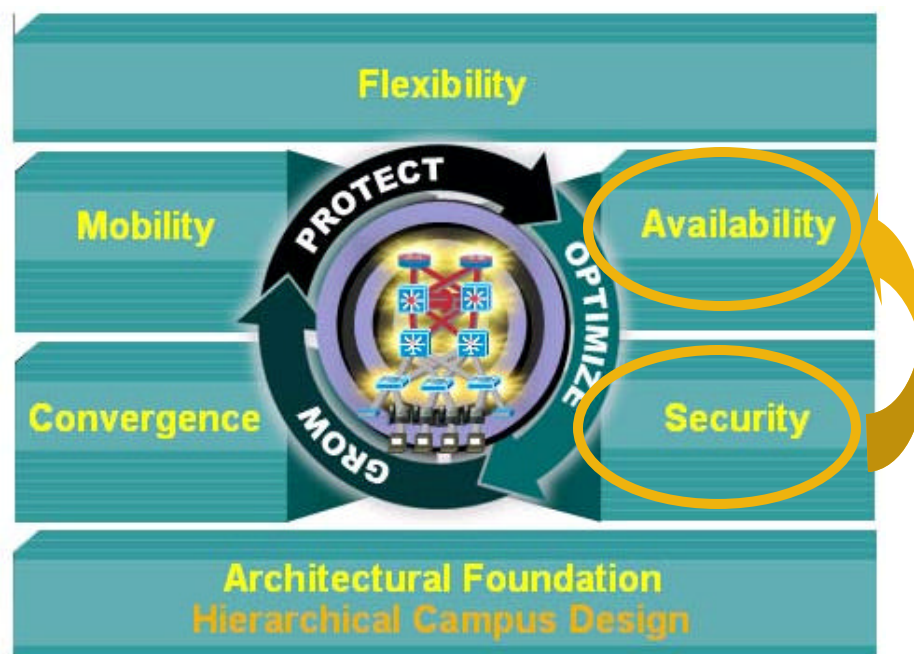 Flexibility
Mobility
PROTECT
OPTIMIZE
GROW
Availability
Convergence
Security
Architectural Foundation
Hierarchical Campus Design